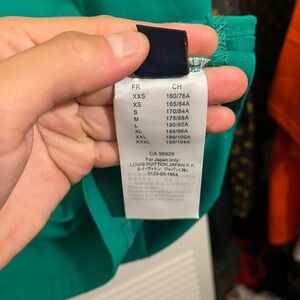 FR CH
XXS 160/76A
XS 165/84A
S 170/84A
M 175/88A
L 180/92A
XL 185/96A
XXL 190/100A
XXXL 195/104A
CA 36929
For Japan only:
LOUIS VUITTON JAPAN K.K.
ルイ・ヴィトン ジャパン(株)
0120-00-1854